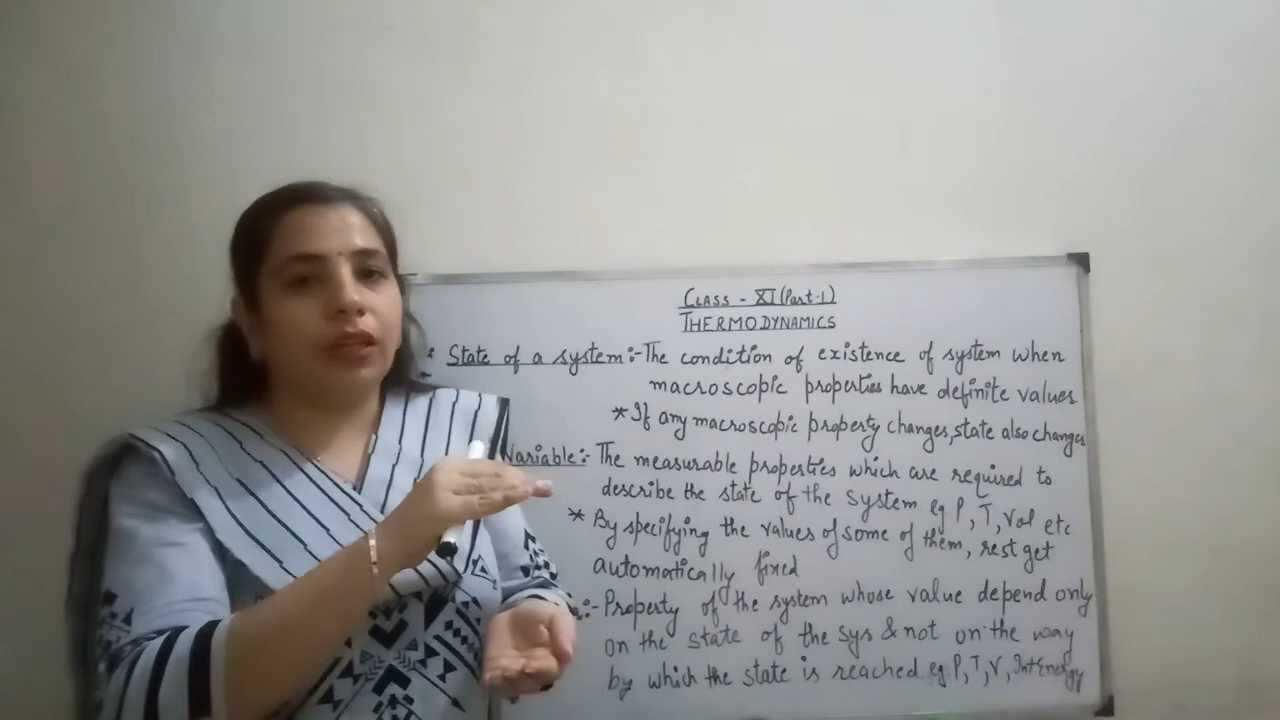 CLASS - XI (Part-1)
THERMODYNAMICS
: State of a system :- The condition of existence of system when
macroscopic properties have definite values
* If any macroscopic property changes, state also changes
Variable :- The measurable properties which are required to
describe the state of the system eg P, T, Vol etc
* By specifying the values of some of them, rest get
automatically fixed
:- Property of the system whose value depend only
on the state of the sys & not on the way
by which the state is reached eg P, T, V, Int Energy